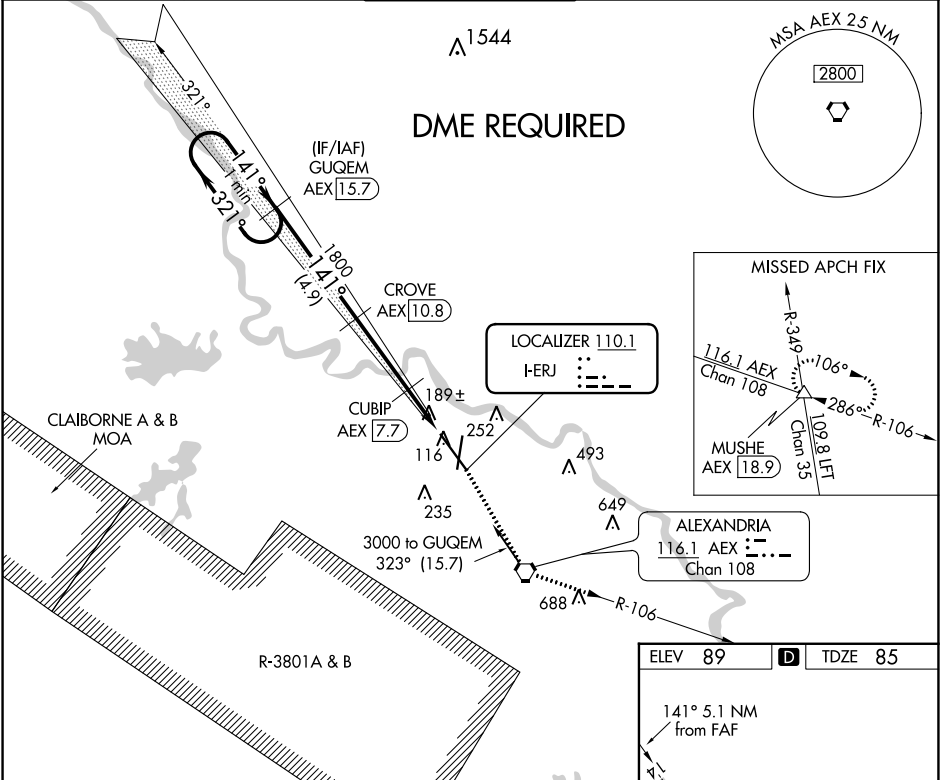 1544
MSA AEX 25 NM
2800
DME REQUIRED
321°
(IF/IAF)
GUQEM
AEX 15.7
141°
1 min
321°
1800
141°
(4.9)
CROVE
AEX 10.8
MISSED APCH FIX
R-349
116.1 AEX
Chan 108
106°
286°
R-106
109.8 LFT
Chan 35
MUSHE
AEX 18.9
LOCALIZER 110.1
I-ERJ
189±
CUBIP
AEX 7.7
252
116
235
493
649
CLAIBORNE A & B
MOA
ALEXANDRIA
116.1 AEX
Chan 108
3000 to GUQEM
323° (15.7)
688
R-106
R-3801A & B
ELEV 89
D
TDZE 85
141° 5.1 NM
from FAF